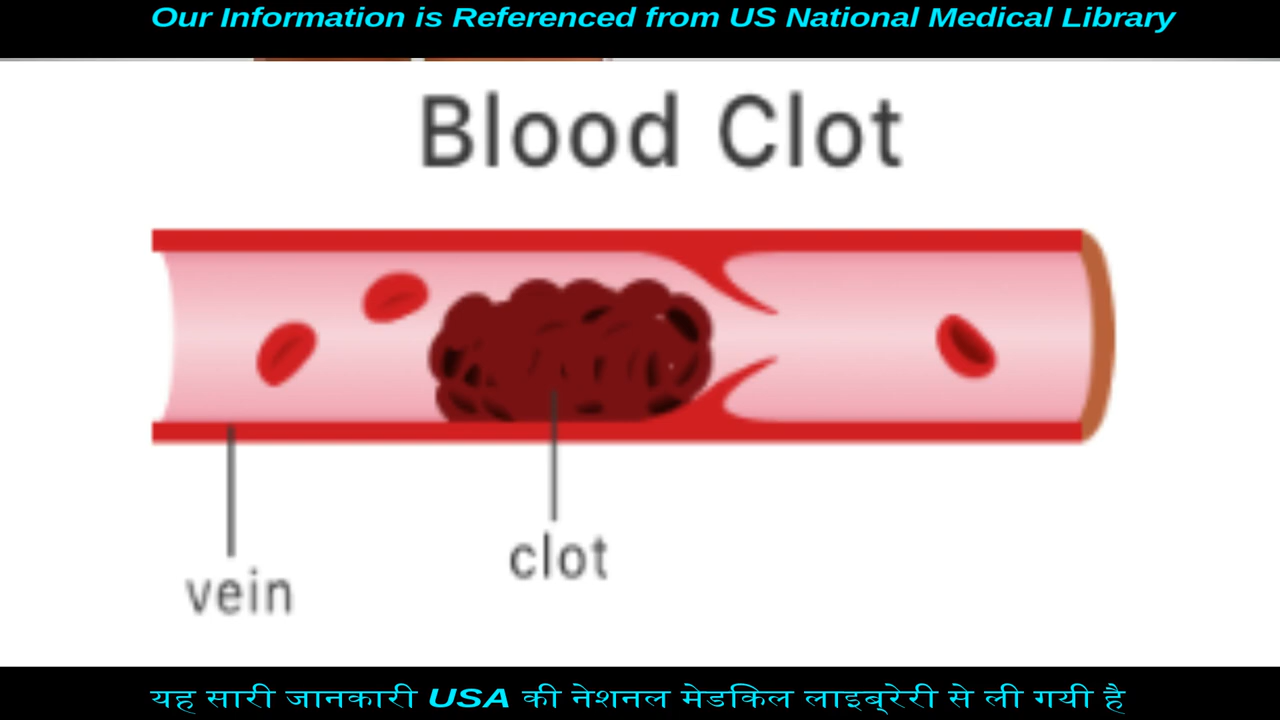 Our Information is Referenced from US National Medical Library
Blood Clot
clot
vein
यह सारी जानकारी USA की नेशनल मेडकिल लाइब्रेरी से ली गयी है